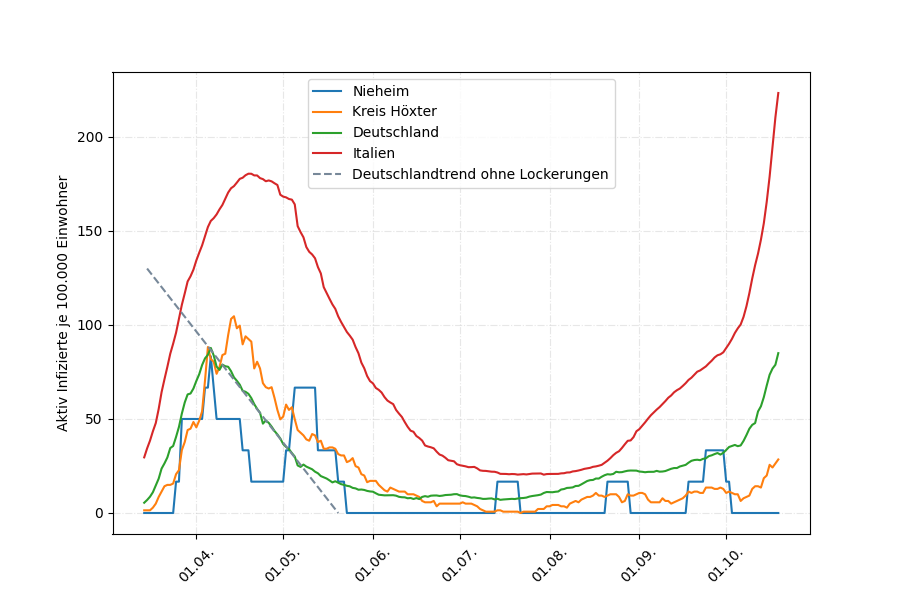 Nieheim
Kreis Höxter
Deutschland
Italien
Deutschlandtrend ohne Lockerungen
Aktiv Infizierte je 100.000 Einwohner
200
150
100
50
0
01.04.
01.05.
01.06.
01.07.
01.08.
01.09.
01.10.